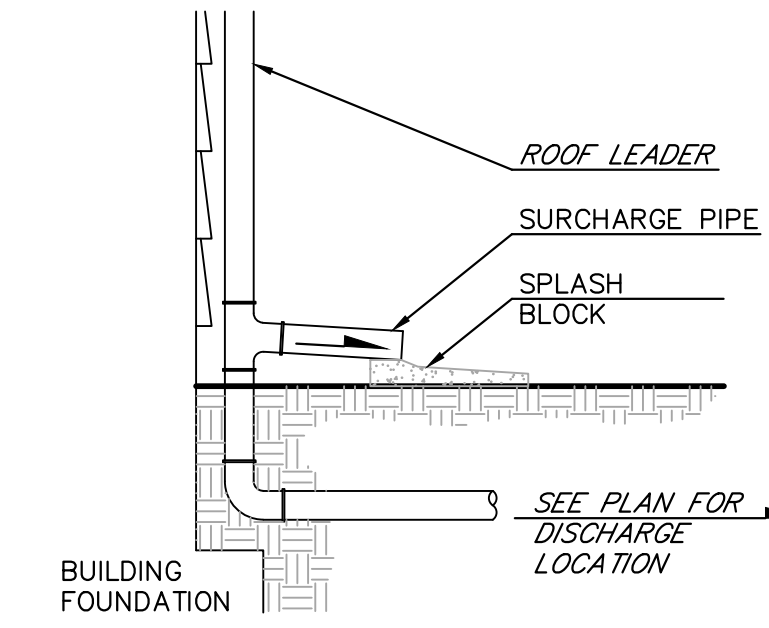 ROOF LEADER
SURCHARGE PIPE
SPLASH
BLOCK
SEE PLAN FOR
DISCHARGE
LOCATION
BUILDING
FOUNDATION